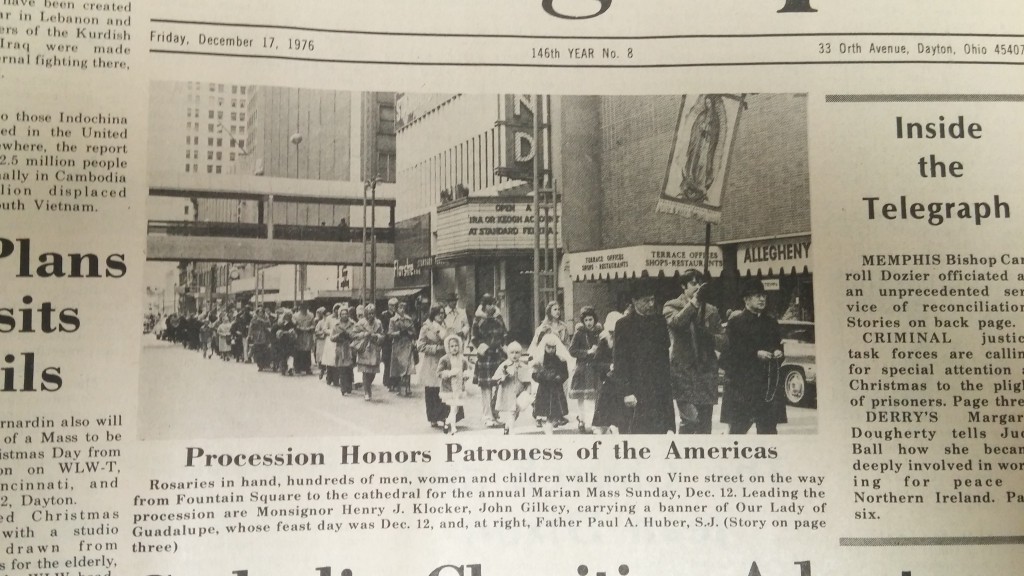 have been created
ar in Lebanon and
ers of the Kurdish
Iraq were made
rnal fighting there,
o those Indochina
ed in the United
where, the report
2.5 million people
ally in Cambodia
lion displaced
uth Vietnam.
Plans
sits
ils
rnardin also will
of a Mass to be
istmas Day from
on on WLW-T,
ncinnati, and
2, Dayton.
ed Christmas
with a studio
drawn from
s for the elderly,
Friday, December 17, 1976
146th YEAR No. 8
33 Orth Avenue, Dayton, Ohio 45407
ND
OPEN A
IRA OR KEOGH ACCOUNT
AT STANDARD FEDERAL
TERRACE OFFICES
SHOPS - RESTAURANTS
TERRACE OFFICES
SHOPS-RESTAURANTS
ALLEGHENY
Procession Honors Patroness of the Americas
Rosaries in hand, hundreds of men, women and children walk north on Vine street on the way
from Fountain Square to the cathedral for the annual Marian Mass Sunday, Dec. 12. Leading the
procession are Monsignor Henry J. Klocker, John Gilkey, carrying a banner of Our Lady of
Guadalupe, whose feast day was Dec. 12, and, at right, Father Paul A. Huber, S.J. (Story on page
three)
Inside
the
Telegraph
MEMPHIS Bishop Car
roll Dozier officiated a
an unprecedented ser
vice of reconciliation
Stories on back page.
CRIMINAL justic
task forces are callin
for special attention a
Christmas to the pligh
of prisoners. Page thre
DERRY'S Margar
Dougherty tells Jud
Ball how she becam
deeply involved in wor
ing for peace
Northern Ireland. Pa
six.